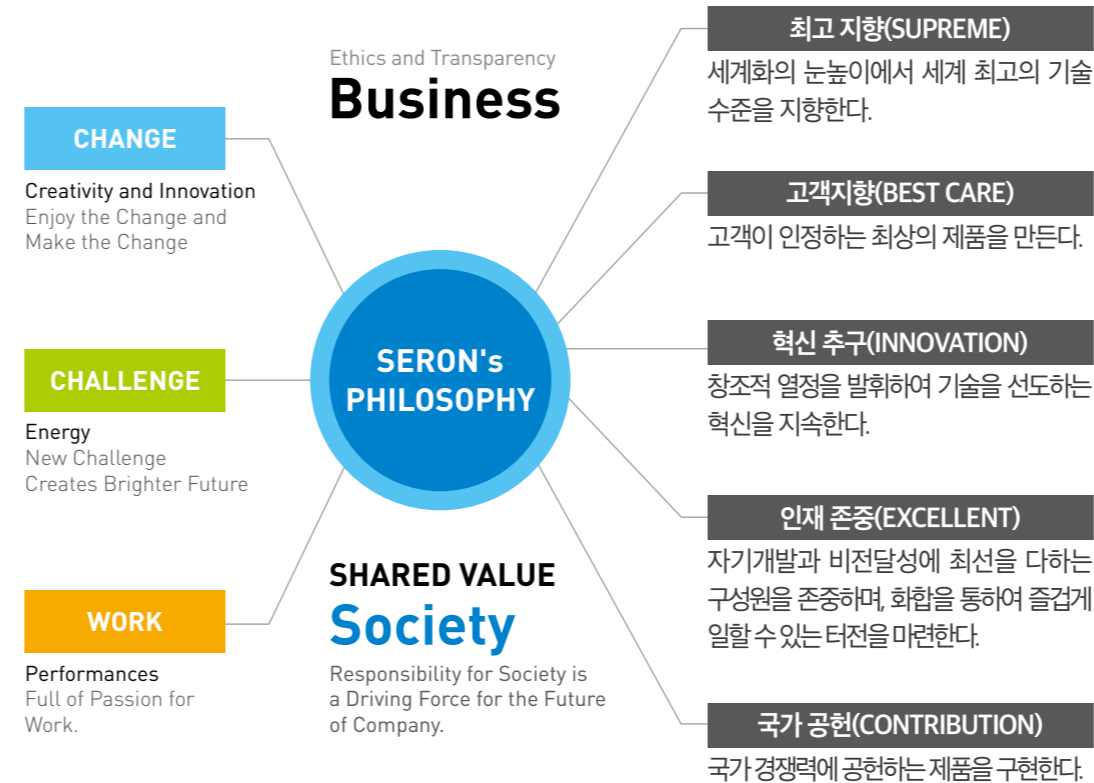 Ethics and Transparency
Business
CHANGE
Creativity and Innovation
Enjoy the Change and
Make the Change
CHALLENGE
Energy
New Challenge
Creates Brighter Future
WORK
Performances
Full of Passion for
Work.
SERON's
PHILOSOPHY
SHARED VALUE
Society
Responsibility for Society is
a Driving Force for the Future
of Company.
최고 지향(SUPREME)
세계화의 눈높이에서 세계 최고의 기술
수준을 지향한다.
고객지향(BEST CARE)
고객이 인정하는 최상의 제품을 만든다.
혁신 추구(INNOVATION)
창조적 열정을 발휘하여 기술을 선도하는
혁신을 지속한다.
인재 존중(EXCELLENT)
자기개발과 비전달성에 최선을 다하는
구성원을 존중하며, 화합을 통하여 즐겁게
일할 수 있는 터전을 마련한다.
국가 공헌(CONTRIBUTION)
국가 경쟁력에 공헌하는 제품을 구현한다.